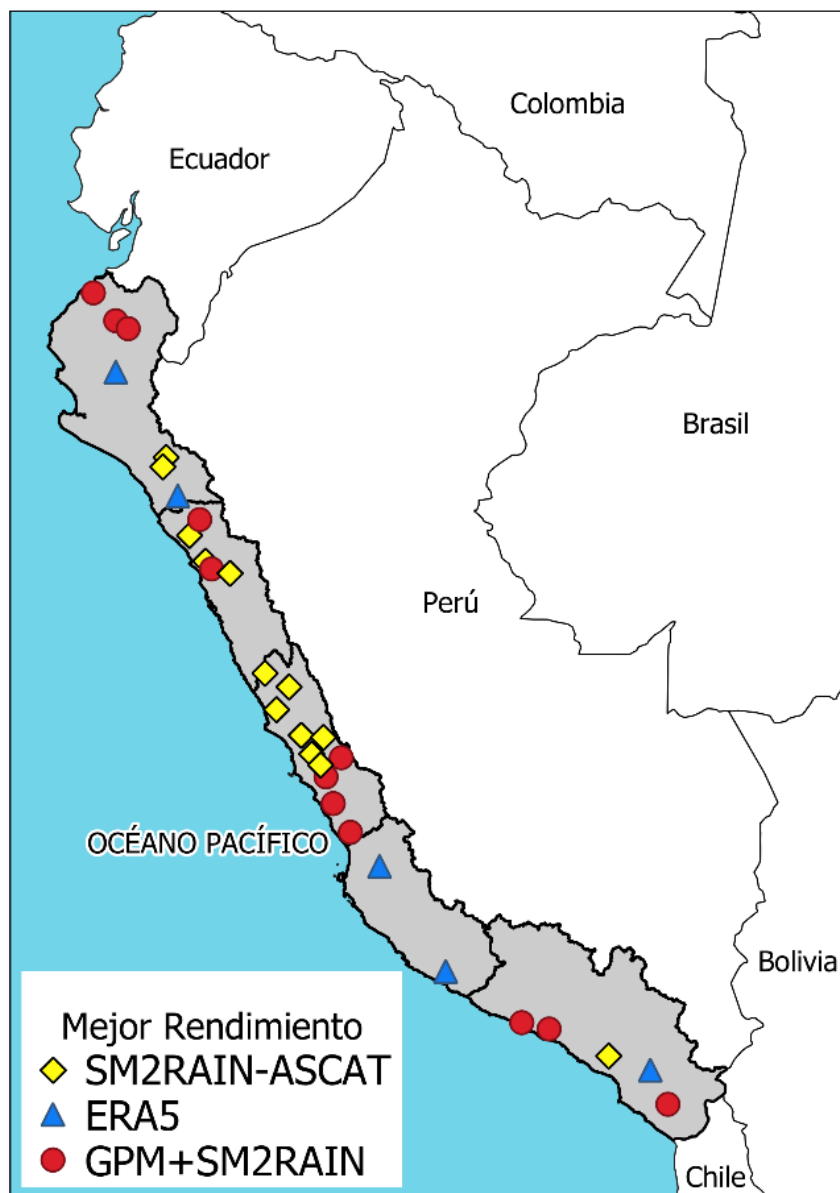 Colombia
Ecuador
Brasil
Perú
OCÉANO PACÍFICO
Bolivia
Mejor Rendimiento
SM2RAIN-ASCAT
ERA5
GPM+SM2RAIN
Chile